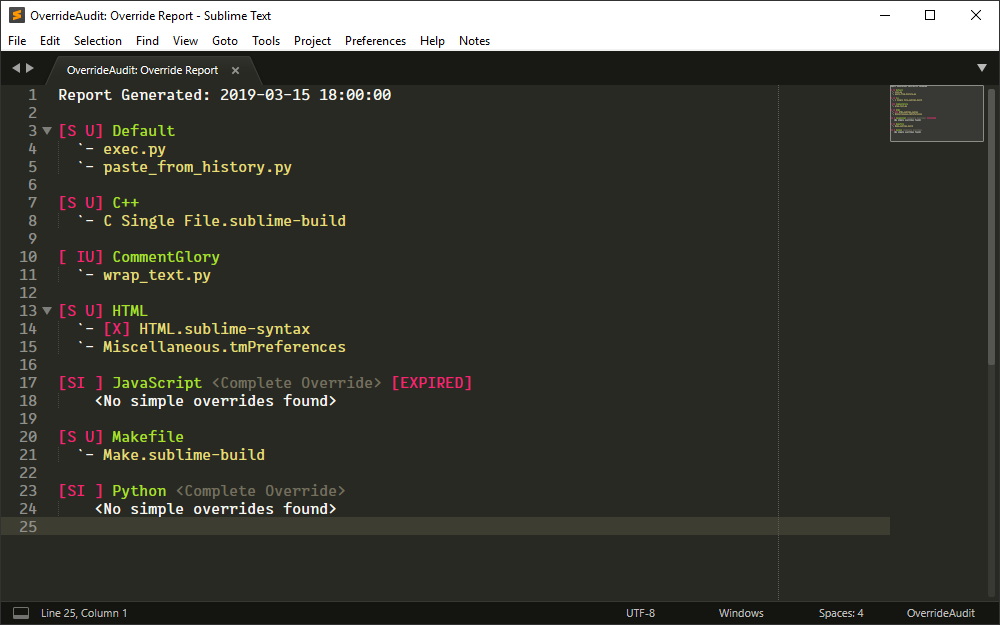 OverrideAudit: Override Report - Sublime Text
File Edit Selection Find View Goto Tools Project Preferences Help Notes
OverrideAudit: Override Report ×
1 Report Generated: 2019-03-15 18:00:00
2
3 [S U] Default
4 `- exec.py
5 `- paste_from_history.py
6
7 [S U] C++
8 `- C Single File.sublime-build
9
10 [ IU] CommentGlory
11 `- wrap_text.py
12
13 [S U] HTML
14 `- [X] HTML.sublime-syntax
15 `- Miscellaneous.tmPreferences
16
17 [SI ] JavaScript <Complete Override> [EXPIRED]
18 <No simple overrides found>
19
20 [S U] Makefile
21 `- Make.sublime-build
22
23 [SI ] Python <Complete Override>
24 <No simple overrides found>
25
Line 25, Column 1 UTF-8 Windows Spaces: 4 OverrideAudit